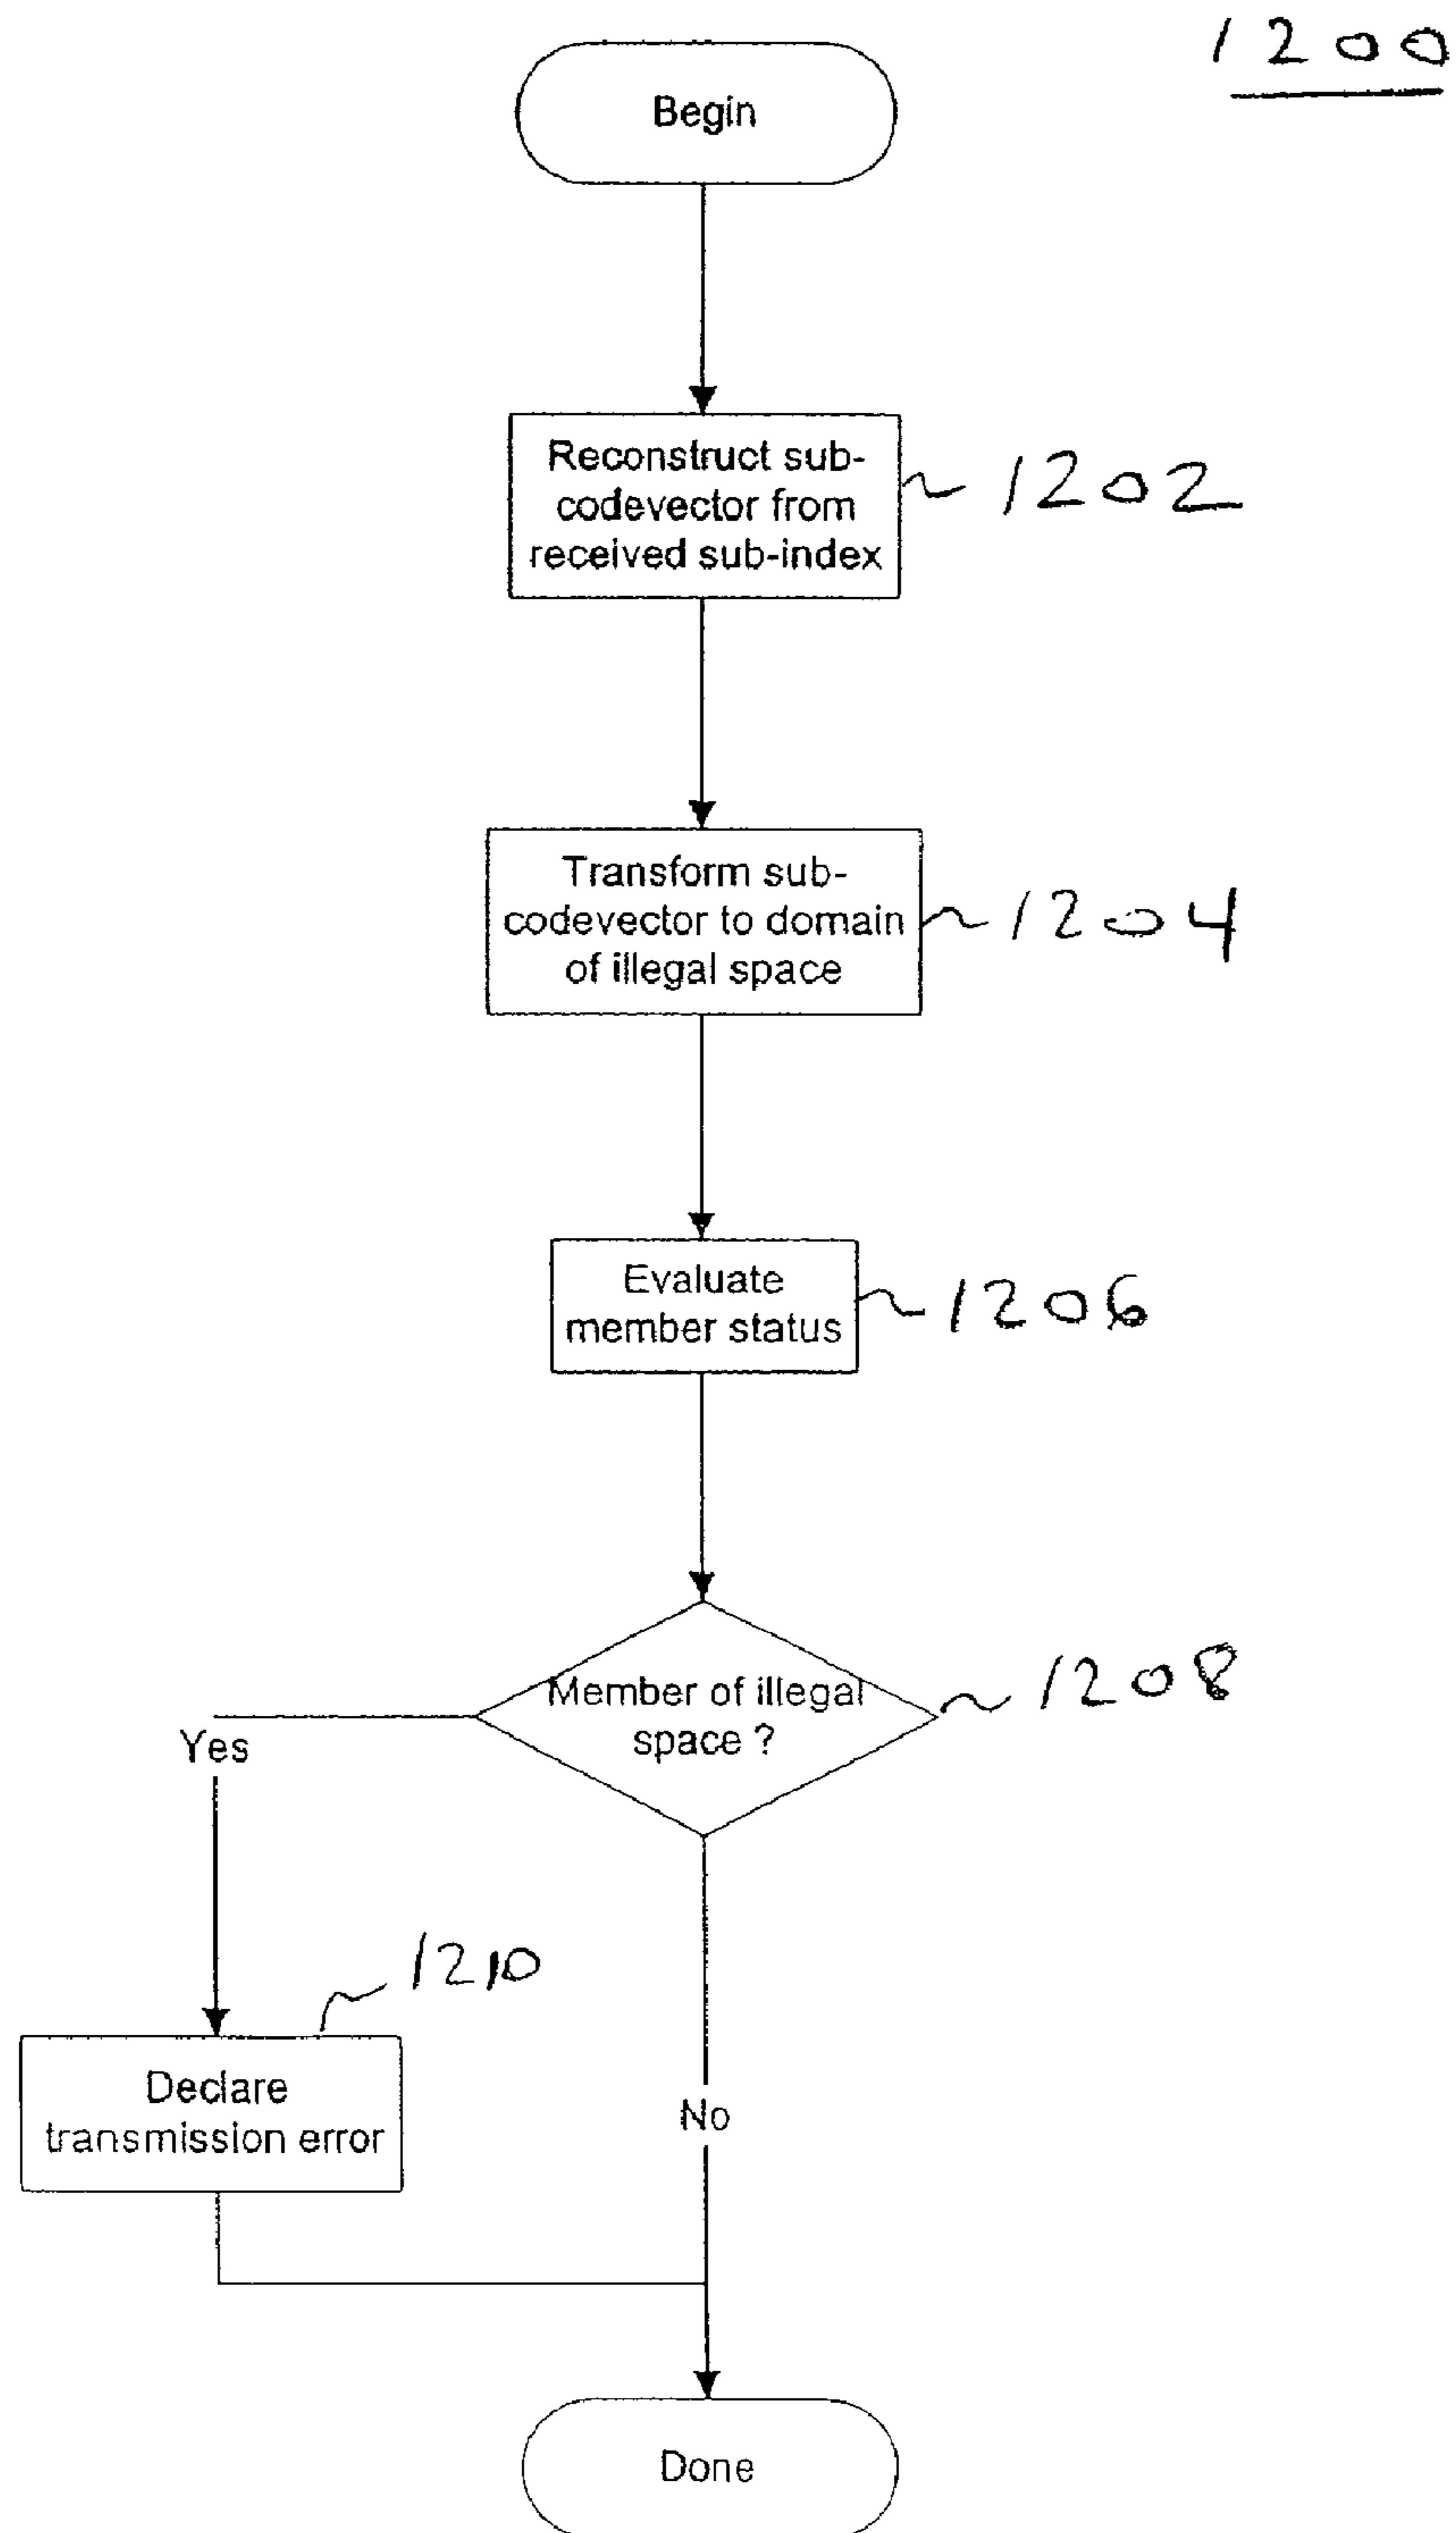 1200
Begin
Reconstruct sub-
codevector from
received sub-index
1202
Transform sub-
codevector to domain
of illegal space
1204
Evaluate
member status
1206
Member of illegal
space ?
1208
Yes
1210
Declare
transmission error
No
Done